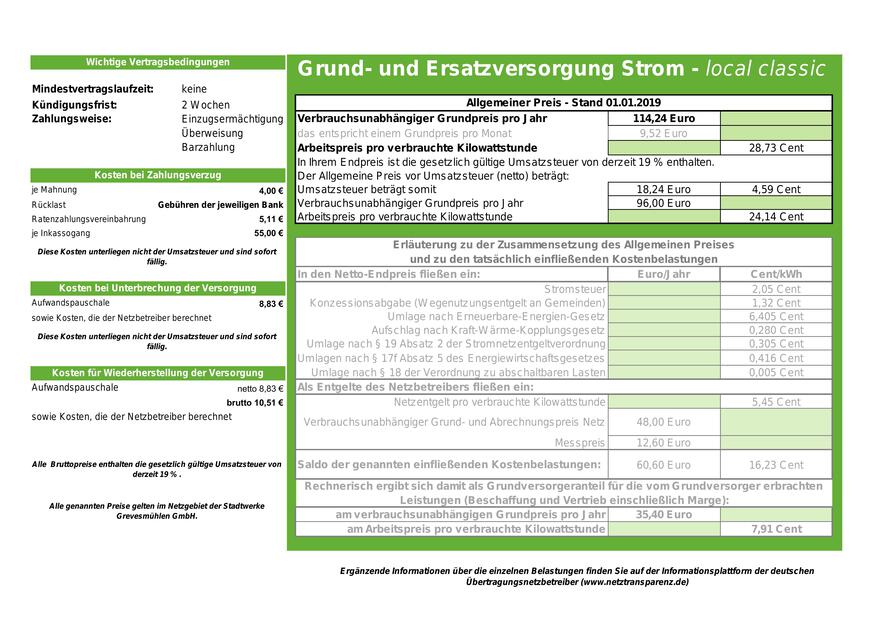 Wichtige Vertragsbedingungen
Mindestvertragslaufzeit: keine
Kündigungsfrist: 2 Wochen
Zahlungsweise: Einzugsermächtigung
Überweisung
Barzahlung
Kosten bei Zahlungsverzug
je Mahnung 4,00 €
Rücklast Gebühren der jeweiligen Bank
Ratenzahlungsvereinbahrung 5,11 €
je Inkassogang 55,00 €
Diese Kosten unterliegen nicht der Umsatzsteuer und sind sofort
fällig.
Kosten bei Unterbrechung der Versorgung
Aufwandspauschale 8,83 €
sowie Kosten, die der Netzbetreiber berechnet
Diese Kosten unterliegen nicht der Umsatzsteuer und sind sofort
fällig.
Kosten für Wiederherstellung der Versorgung
Aufwandspauschale netto 8,83 €
brutto 10,51 €
sowie Kosten, die der Netzbetreiber berechnet
Alle Bruttopreise enthalten die gesetzlich gültige Umsatzsteuer von
derzeit 19 % .
Alle genannten Preise gelten im Netzgebiet der Stadtwerke
Grevesmühlen GmbH.
Grund- und Ersatzversorgung Strom - local classic
Allgemeiner Preis - Stand 01.01.2019
Verbrauchsunabhängiger Grundpreis pro Jahr 114,24 Euro
das entspricht einem Grundpreis pro Monat 9,52 Euro
Arbeitspreis pro verbrauchte Kilowattstunde 28,73 Cent
In Ihrem Endpreis ist die gesetzlich gültige Umsatzsteuer von derzeit 19 % enthalten.
Der Allgemeine Preis vor Umsatzsteuer (netto) beträgt:
Umsatzsteuer beträgt somit 18,24 Euro 4,59 Cent
Verbrauchsunabhängiger Grundpreis pro Jahr 96,00 Euro
Arbeitspreis pro verbrauchte Kilowattstunde 24,14 Cent
Erläuterung zu der Zusammensetzung des Allgemeinen Preises
und zu den tatsächlich einfließenden Kostenbelastungen
In den Netto-Endpreis fließen ein: Euro/Jahr Cent/kWh
Stromsteuer 2,05 Cent
Konzessionsabgabe (Wegenutzungsentgelt an Gemeinden) 1,32 Cent
Umlage nach Erneuerbare-Energien-Gesetz 6,405 Cent
Aufschlag nach Kraft-Wärme-Kopplungsgesetz 0,280 Cent
Umlage nach § 19 Absatz 2 der Stromnetzentgeltverordnung 0,305 Cent
Umlagen nach § 17f Absatz 5 des Energiewirtschaftsgesetzes 0,416 Cent
Umlage nach § 18 der Verordnung zu abschaltbaren Lasten 0,005 Cent
Als Entgelte des Netzbetreibers fließen ein:
Netzentgelt pro verbrauchte Kilowattstunde 5,45 Cent
Verbrauchsunabhängiger Grund- und Abrechnungspreis Netz 48,00 Euro
Messpreis 12,60 Euro
Saldo der genannten einfließenden Kostenbelastungen: 60,60 Euro 16,23 Cent
Rechnerisch ergibt sich damit als Grundversorgeranteil für die vom Grundversorger erbrachten
Leistungen (Beschaffung und Vertrieb einschließlich Marge):
am verbrauchsunabhängigen Grundpreis pro Jahr 35,40 Euro
am Arbeitspreis pro verbrauchte Kilowattstunde 7,91 Cent
Ergänzende Informationen über die einzelnen Belastungen finden Sie auf der Informationsplattform der deutschen
Übertragungsnetzbetreiber (www.netztransparenz.de)